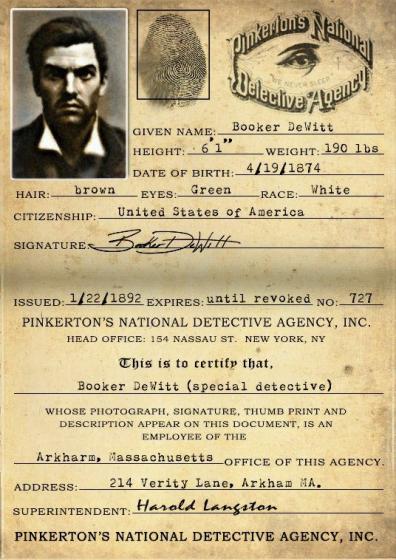 Pinkerton's National
WE NEVER SLEEP
Detective Agency
GIVEN NAME: Booker DeWitt
HEIGHT: 6'1" WEIGHT: 190 lbs
DATE OF BIRTH: 4/19/1874
HAIR: brown EYES: Green RACE: White
CITIZENSHIP: United States of America
SIGNATURE: Booker DeWitt
ISSUED: 1/22/1892 EXPIRES: until revoked NO: 727
PINKERTON'S NATIONAL DETECTIVE AGENCY, INC.
HEAD OFFICE: 154 NASSAU ST. NEW YORK, NY
This is to certify that,
Booker DeWitt (special detective)
WHOSE PHOTOGRAPH, SIGNATURE, THUMB PRINT AND
DESCRIPTION APPEAR ON THIS DOCUMENT, IS AN
EMPLOYEE OF THE
Arkharm, Massachusetts OFFICE OF THIS AGENCY.
ADDRESS: 214 Verity Lane, Arkham MA.
SUPERINTENDENT: Harold Langston
PINKERTON'S NATIONAL DETECTIVE AGENCY, INC.